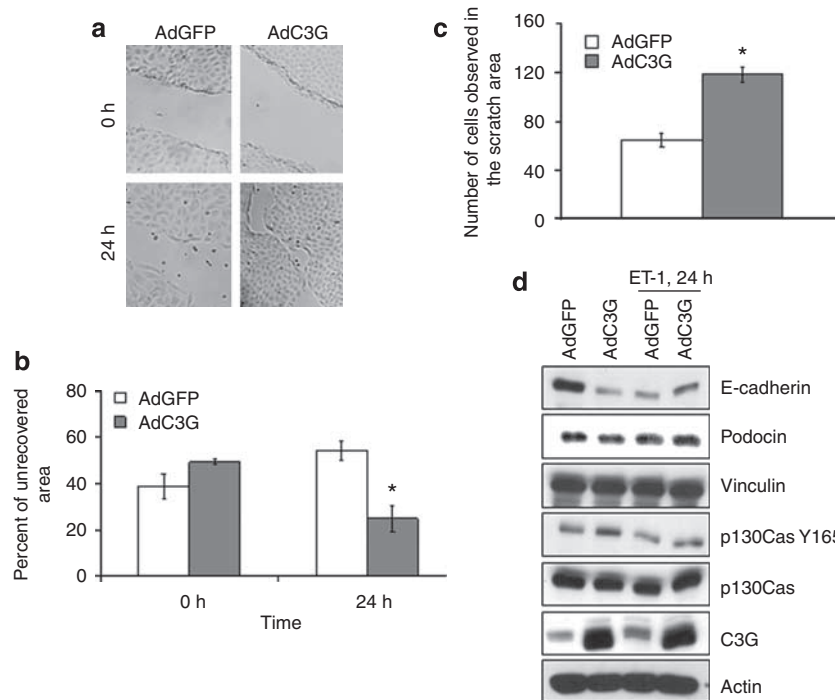 a
AdGFP AdC3G
0 h
24 h
b
Percent of unrecovered
area
80
60
40
20
0
AdGFP
AdC3G
*
0 h 24 h
Time
c
Number of cells observed in
the scratch area
160
120
80
40
0
AdGFP
AdC3G
*
d
ET-1, 24 h
AdGFP AdC3G AdGFP AdC3G
E-cadherin
Podocin
Vinculin
p130Cas Y165
p130Cas
C3G
Actin